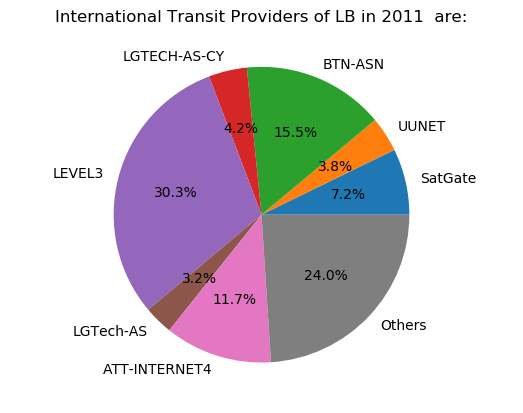 International Transit Providers of LB in 2011  are:
LGTECH-AS-CY
BTN-ASN
UUNET
SatGate
LEVEL3
LGTech-AS
ATT-INTERNET4
Others
4.2%
15.5%
3.8%
7.2%
30.3%
3.2%
11.7%
24.0%